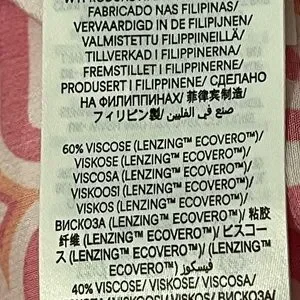 FABRICADO NAS FILIPINAS/
VERVAARDIGD IN DE FILIPIJNEN/
VALMISTETTU FILIPPIINEILLÄ/
TILLVERKAD I FILIPPINERNA/
FREMSTILLET I FILIPPINERNE/
PRODUSERT I FILIPPINENE/ СДЕЛАНО
НА ФИЛИППИНАХ/ 菲律宾制造/
フィリピン製/ صنع في الفلبين
60% VISCOSE (LENZING™ ECOVERO™)/
VISKOSE (LENZING™ ECOVERO™)/
VISCOSA (LENZING™ ECOVERO™)/
VISKOOSI (LENZING™ ECOVERO™)/
VISKOS (LENZING™ ECOVERO™)/
ВИСКОЗА (LENZING™ ECOVERO™)/ 粘胶
纤维 (LENZING™ ECOVERO™)/ ビスコー
ス (LENZING™ ECOVERO™)/ (LENZING™
ECOVERO™) فيسكوز
40% VISCOSE/ VISKOSE/ VISCOSA/